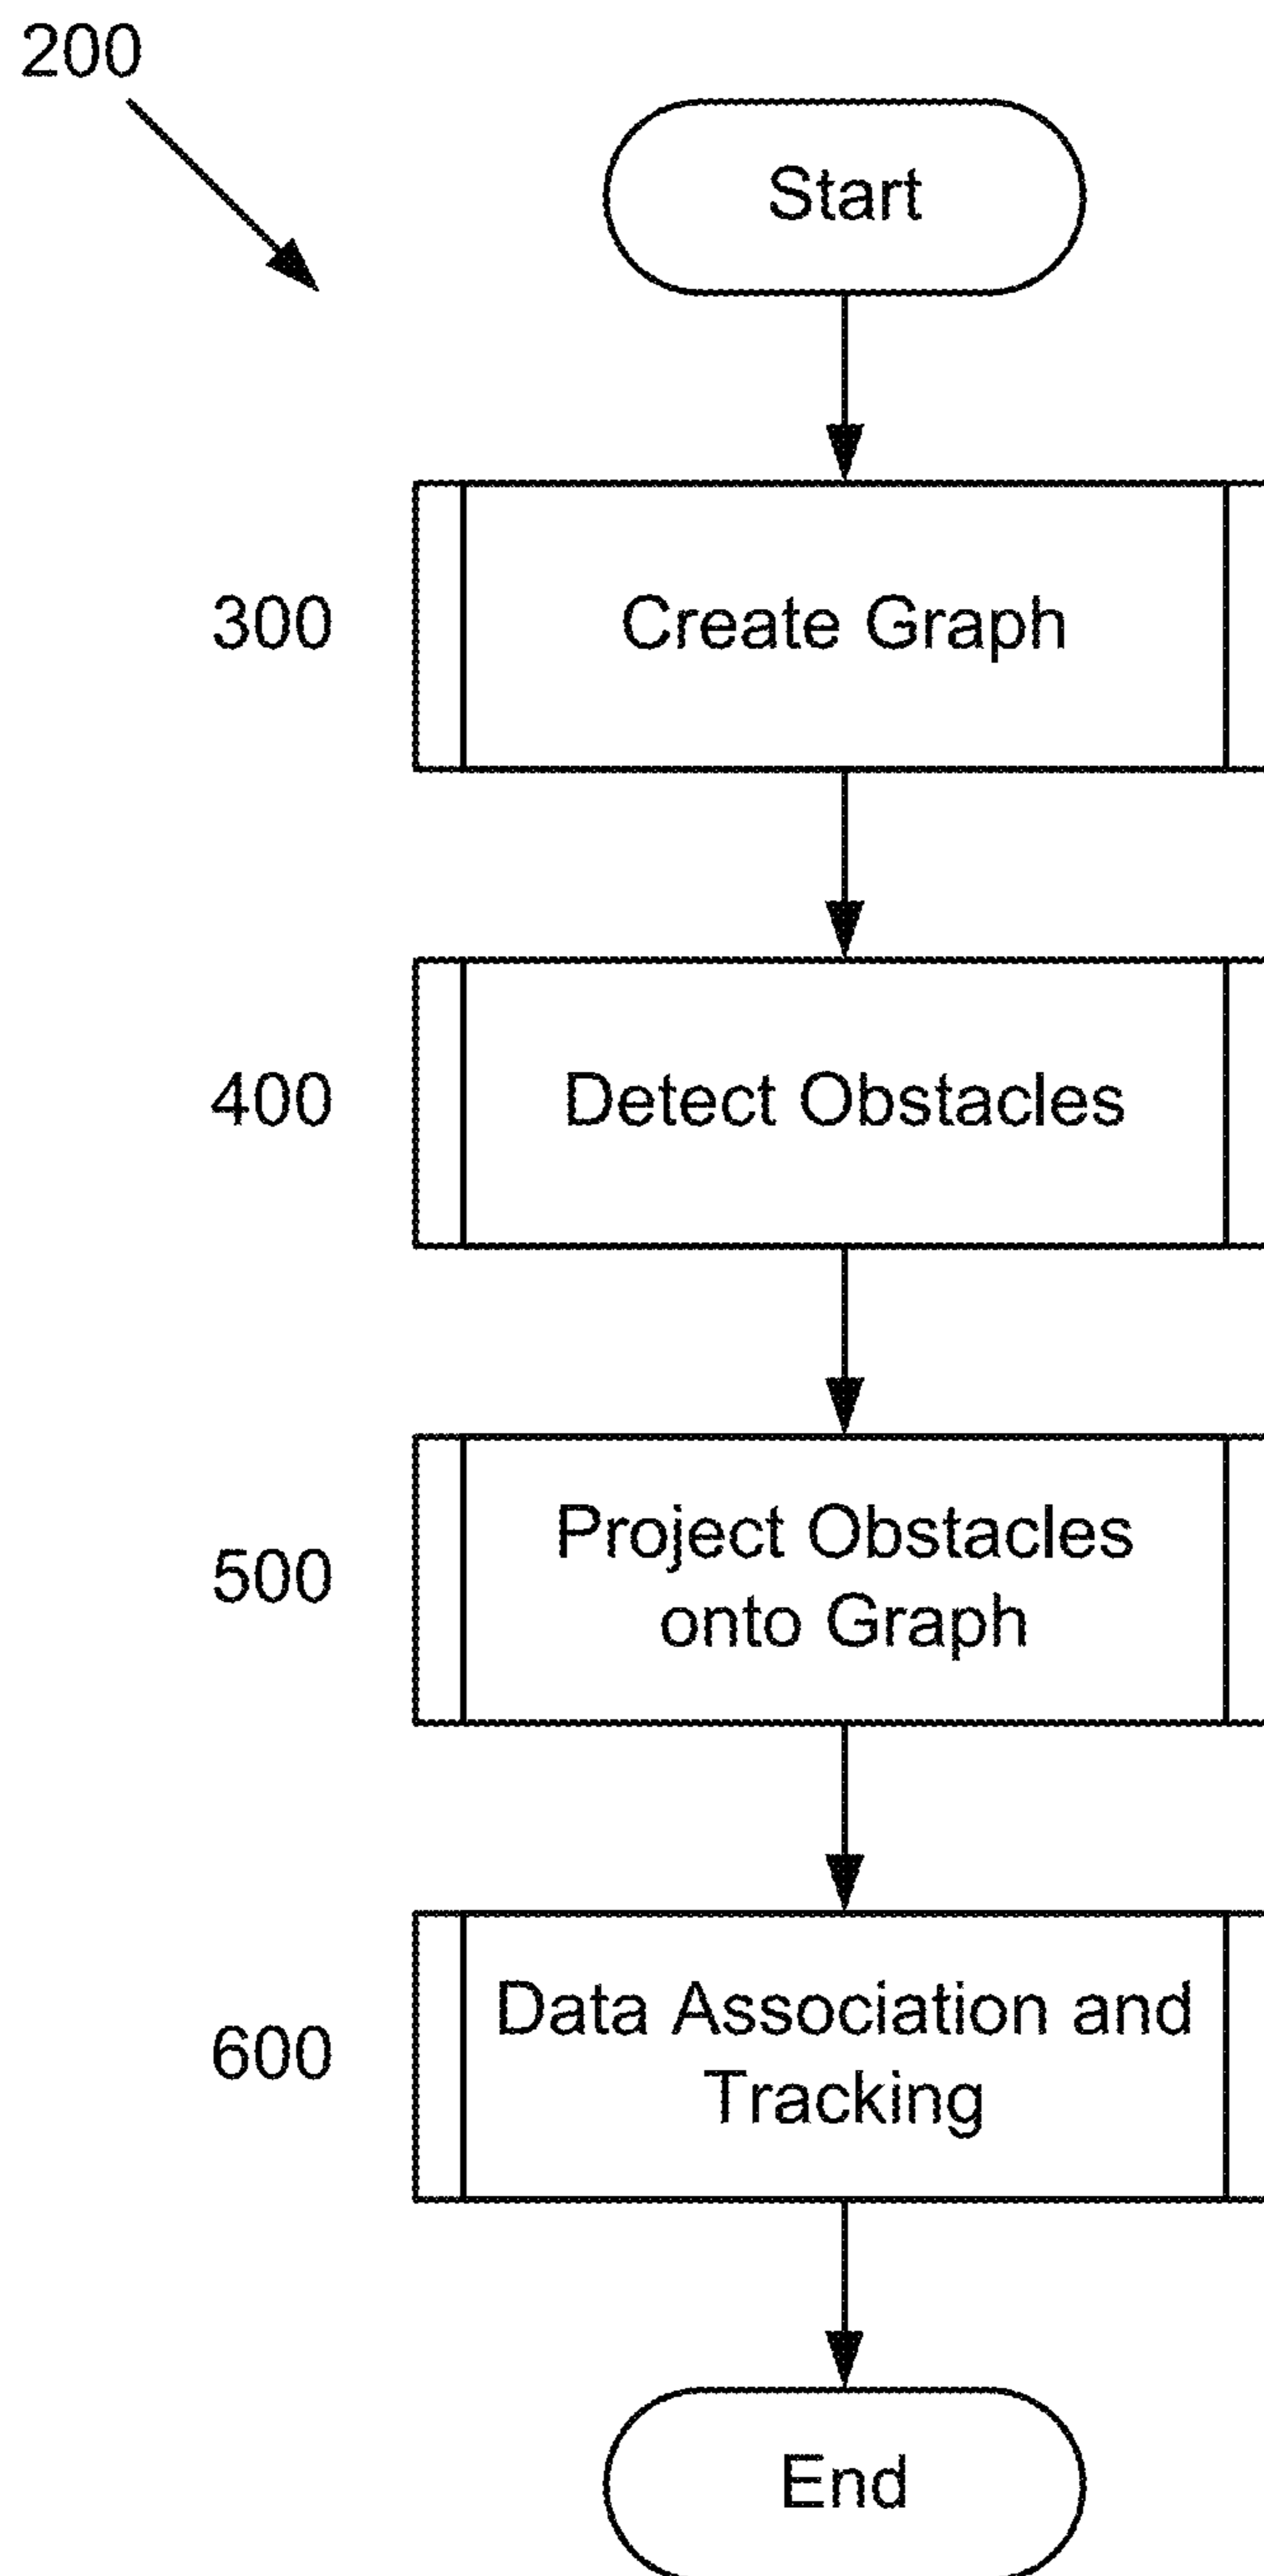 200
Start
300
Create Graph
400
Detect Obstacles
500
Project Obstacles
onto Graph
600
Data Association and
Tracking
End